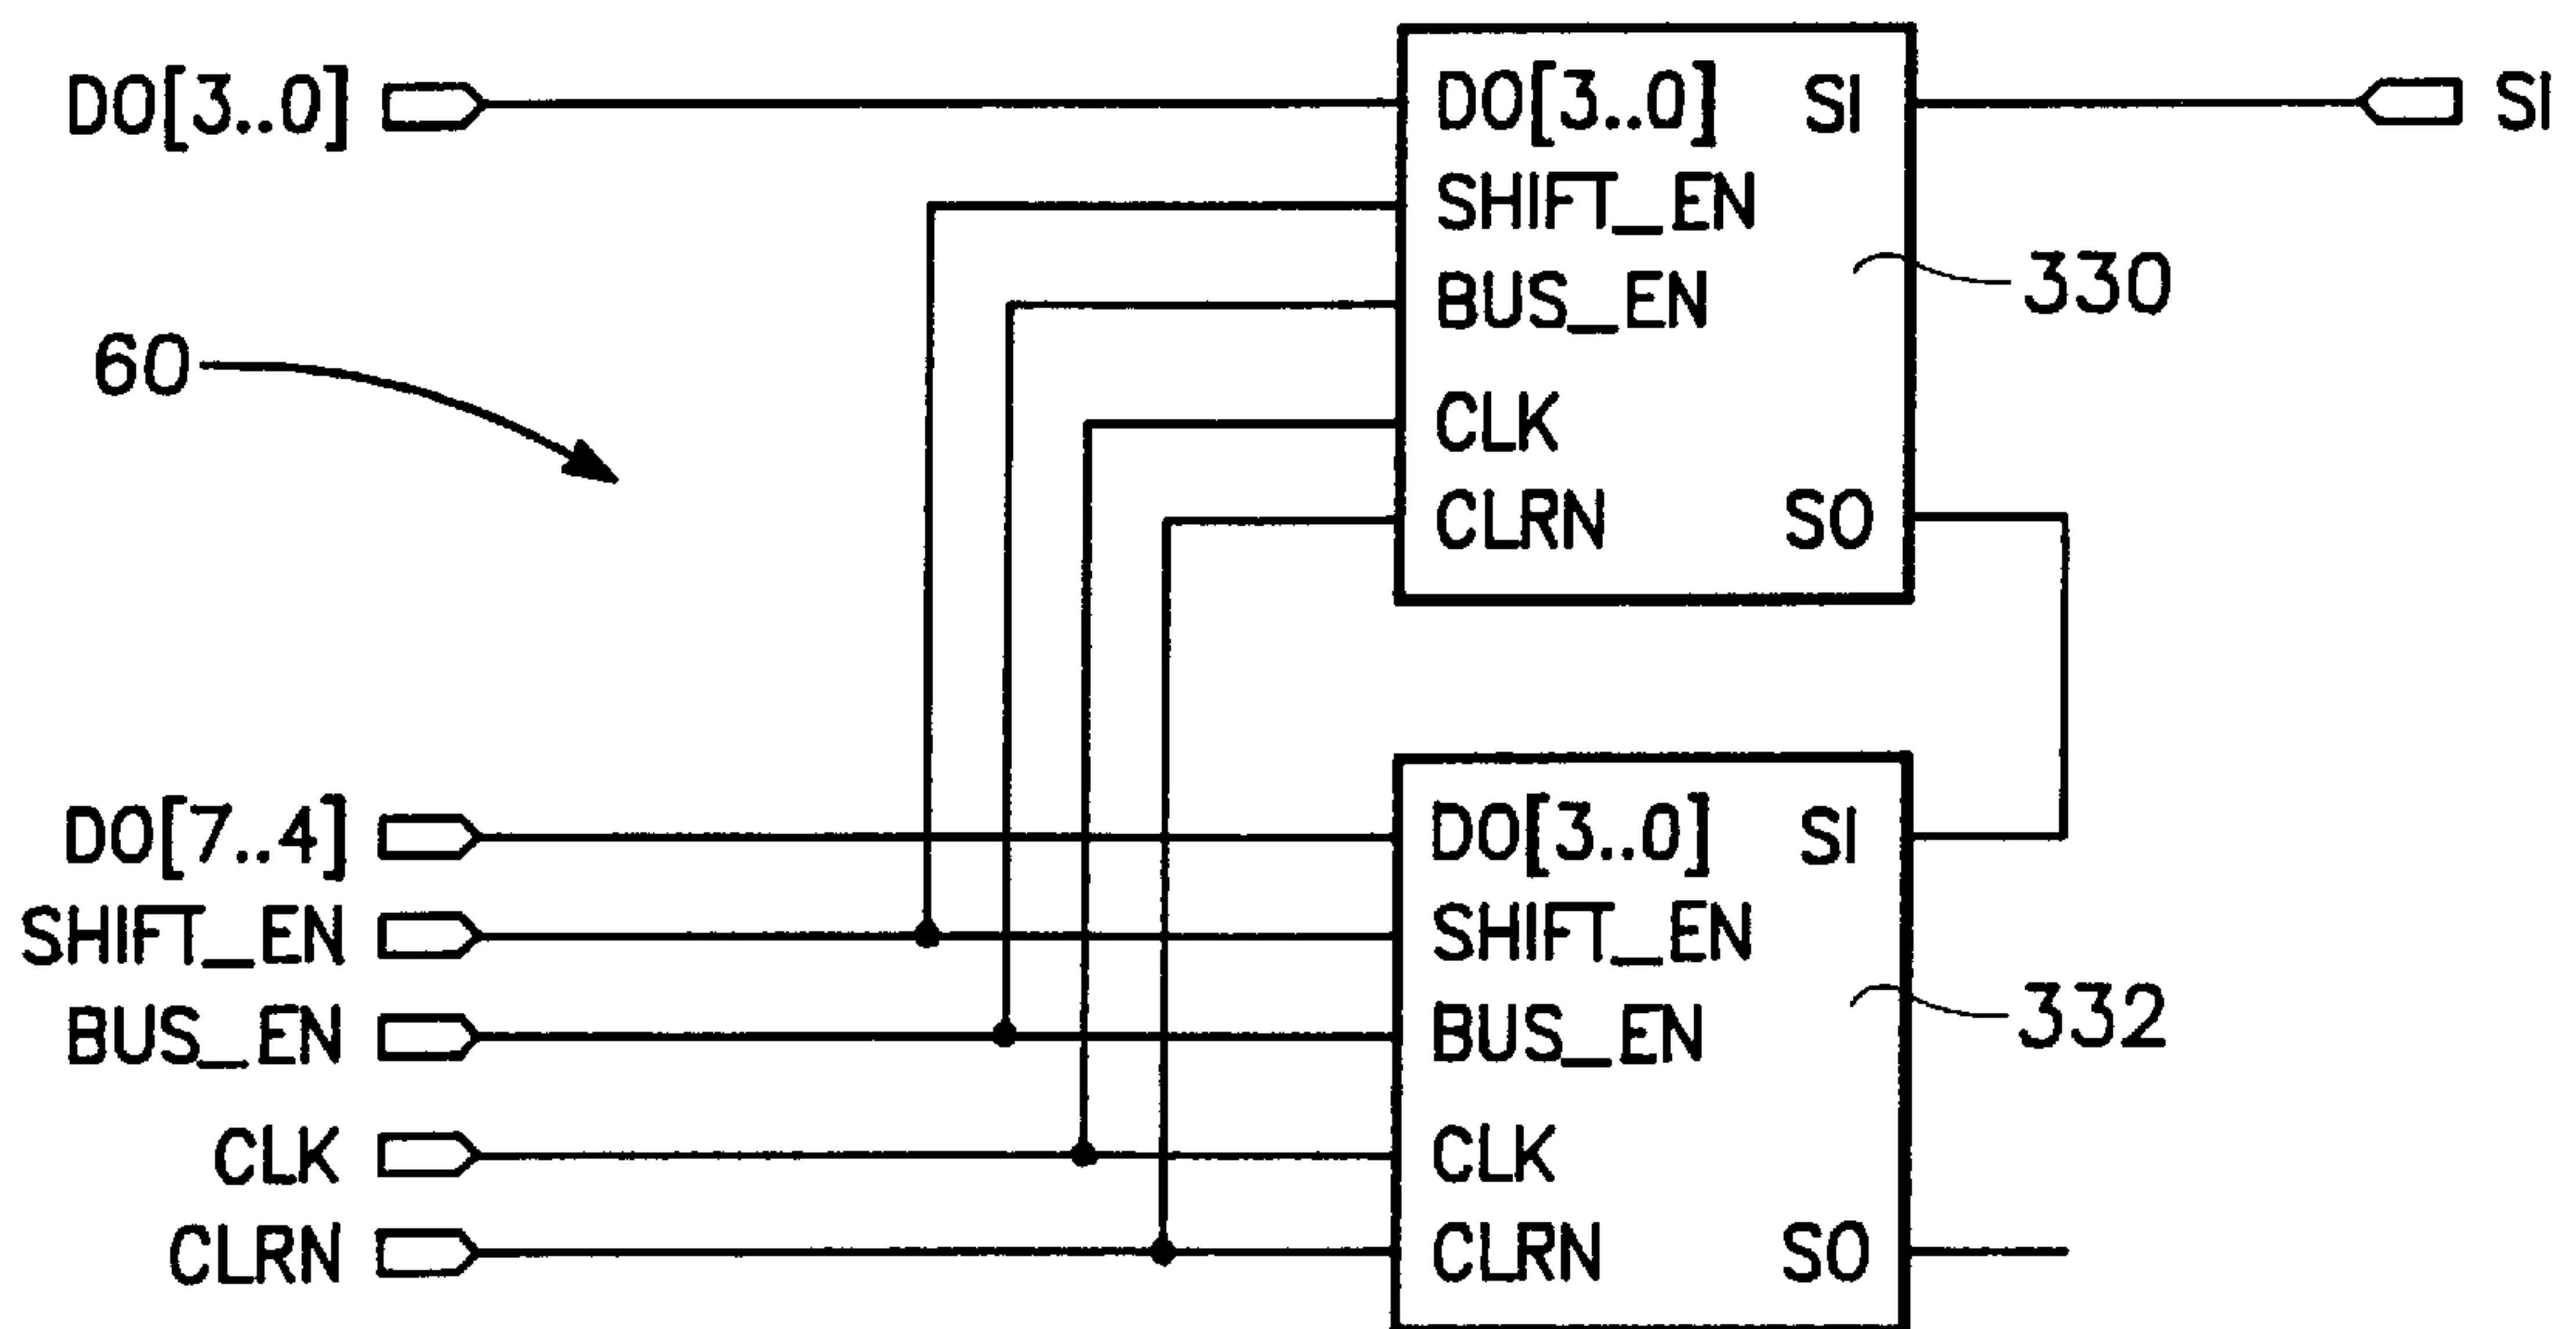 DO[3..0] DO[3..0] SI SI
SHIFT_EN
BUS_EN 330
60
CLK
CLRN SO
DO[7..4] DO[3..0] SI
SHIFT_EN SHIFT_EN
BUS_EN BUS_EN 332
CLK CLK
CLRN CLRN SO